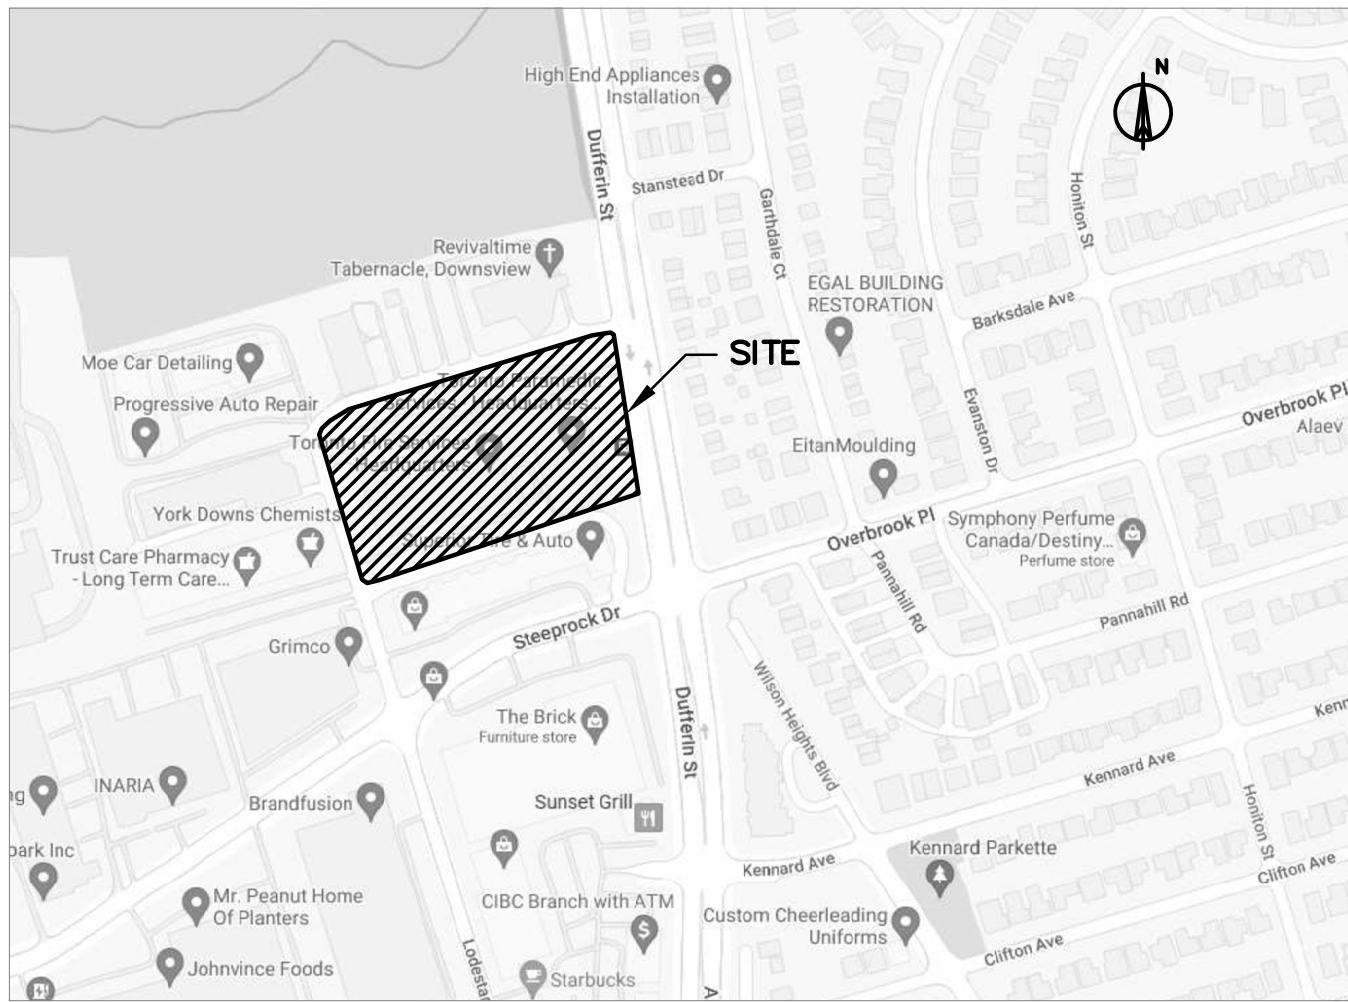 N
High End Appliances
Installation
Dufferin St
Stanstead Dr
Garthdale Ct
Honiton St
Revivaltime
Tabernacle, Downsview
EGAL BUILDING
RESTORATION
Barksdale Ave
SITE
Moe Car Detailing
Toronto Paramedic
Services - Headquarters...
Progressive Auto Repair
Evanston Dr
Overbrook Pl
Alaev
Toronto Fire Services
Headquarters
E
EitanMoulding
York Downs Chemists
Overbrook Pl
Symphony Perfume
Canada/Destiny...
Perfume store
Superior Tire & Auto
Trust Care Pharmacy
- Long Term Care...
Pannahill Rd
Pannahill Rd
Steeprock Dr
Grimco
Wilson Heights Blvd
Dufferin St
The Brick
Furniture store
Kenn
Kennard Ave
INARIA
ng
Brandfusion
Sunset Grill
Honiton St
park Inc
Kennard Parkette
Kennard Ave
Clifton Ave
Mr. Peanut Home
Of Planters
CIBC Branch with ATM
$
Custom Cheerleading
Uniforms
Clifton Ave
Johnvince Foods
Lodestar
Starbucks
A